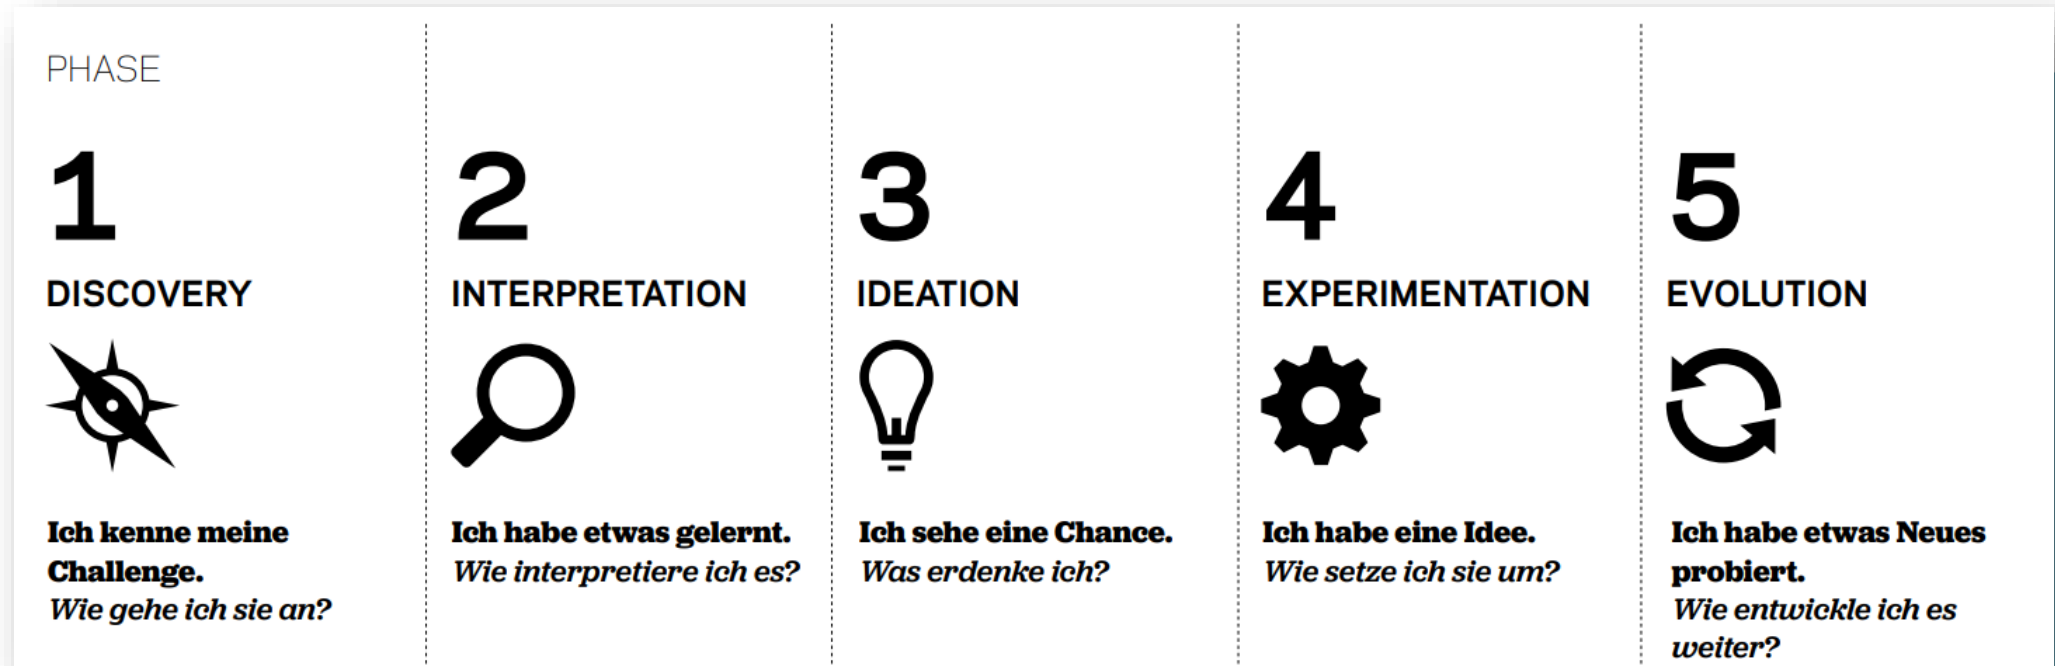 PHASE
1
DISCOVERY
Ich kenne meine
Challenge.
Wie gehe ich sie an?
2
INTERPRETATION
Ich habe etwas gelernt.
Wie interpretiere ich es?
3
IDEATION
Ich sehe eine Chance.
Was erdenke ich?
4
EXPERIMENTATION
Ich habe eine Idee.
Wie setze ich sie um?
5
EVOLUTION
Ich habe etwas Neues
probiert.
Wie entwickle ich es
weiter?